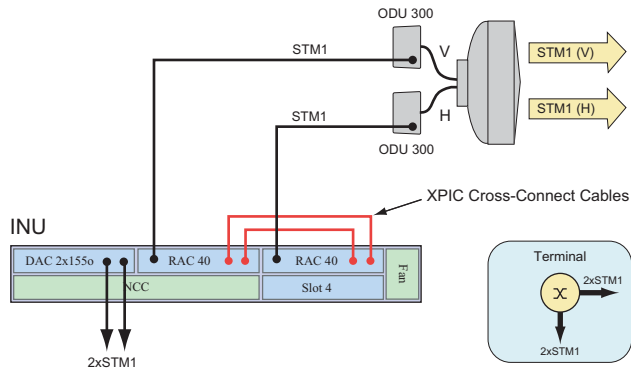 ODU 300
STM1
V
STM1 (V)
STM1
H
STM1 (H)
ODU 300
XPIC Cross-Connect Cables
INU
DAC 2x155o
RAC 40
RAC 40
Fan
NCC
Slot 4
2xSTM1
Terminal
2xSTM1
2xSTM1